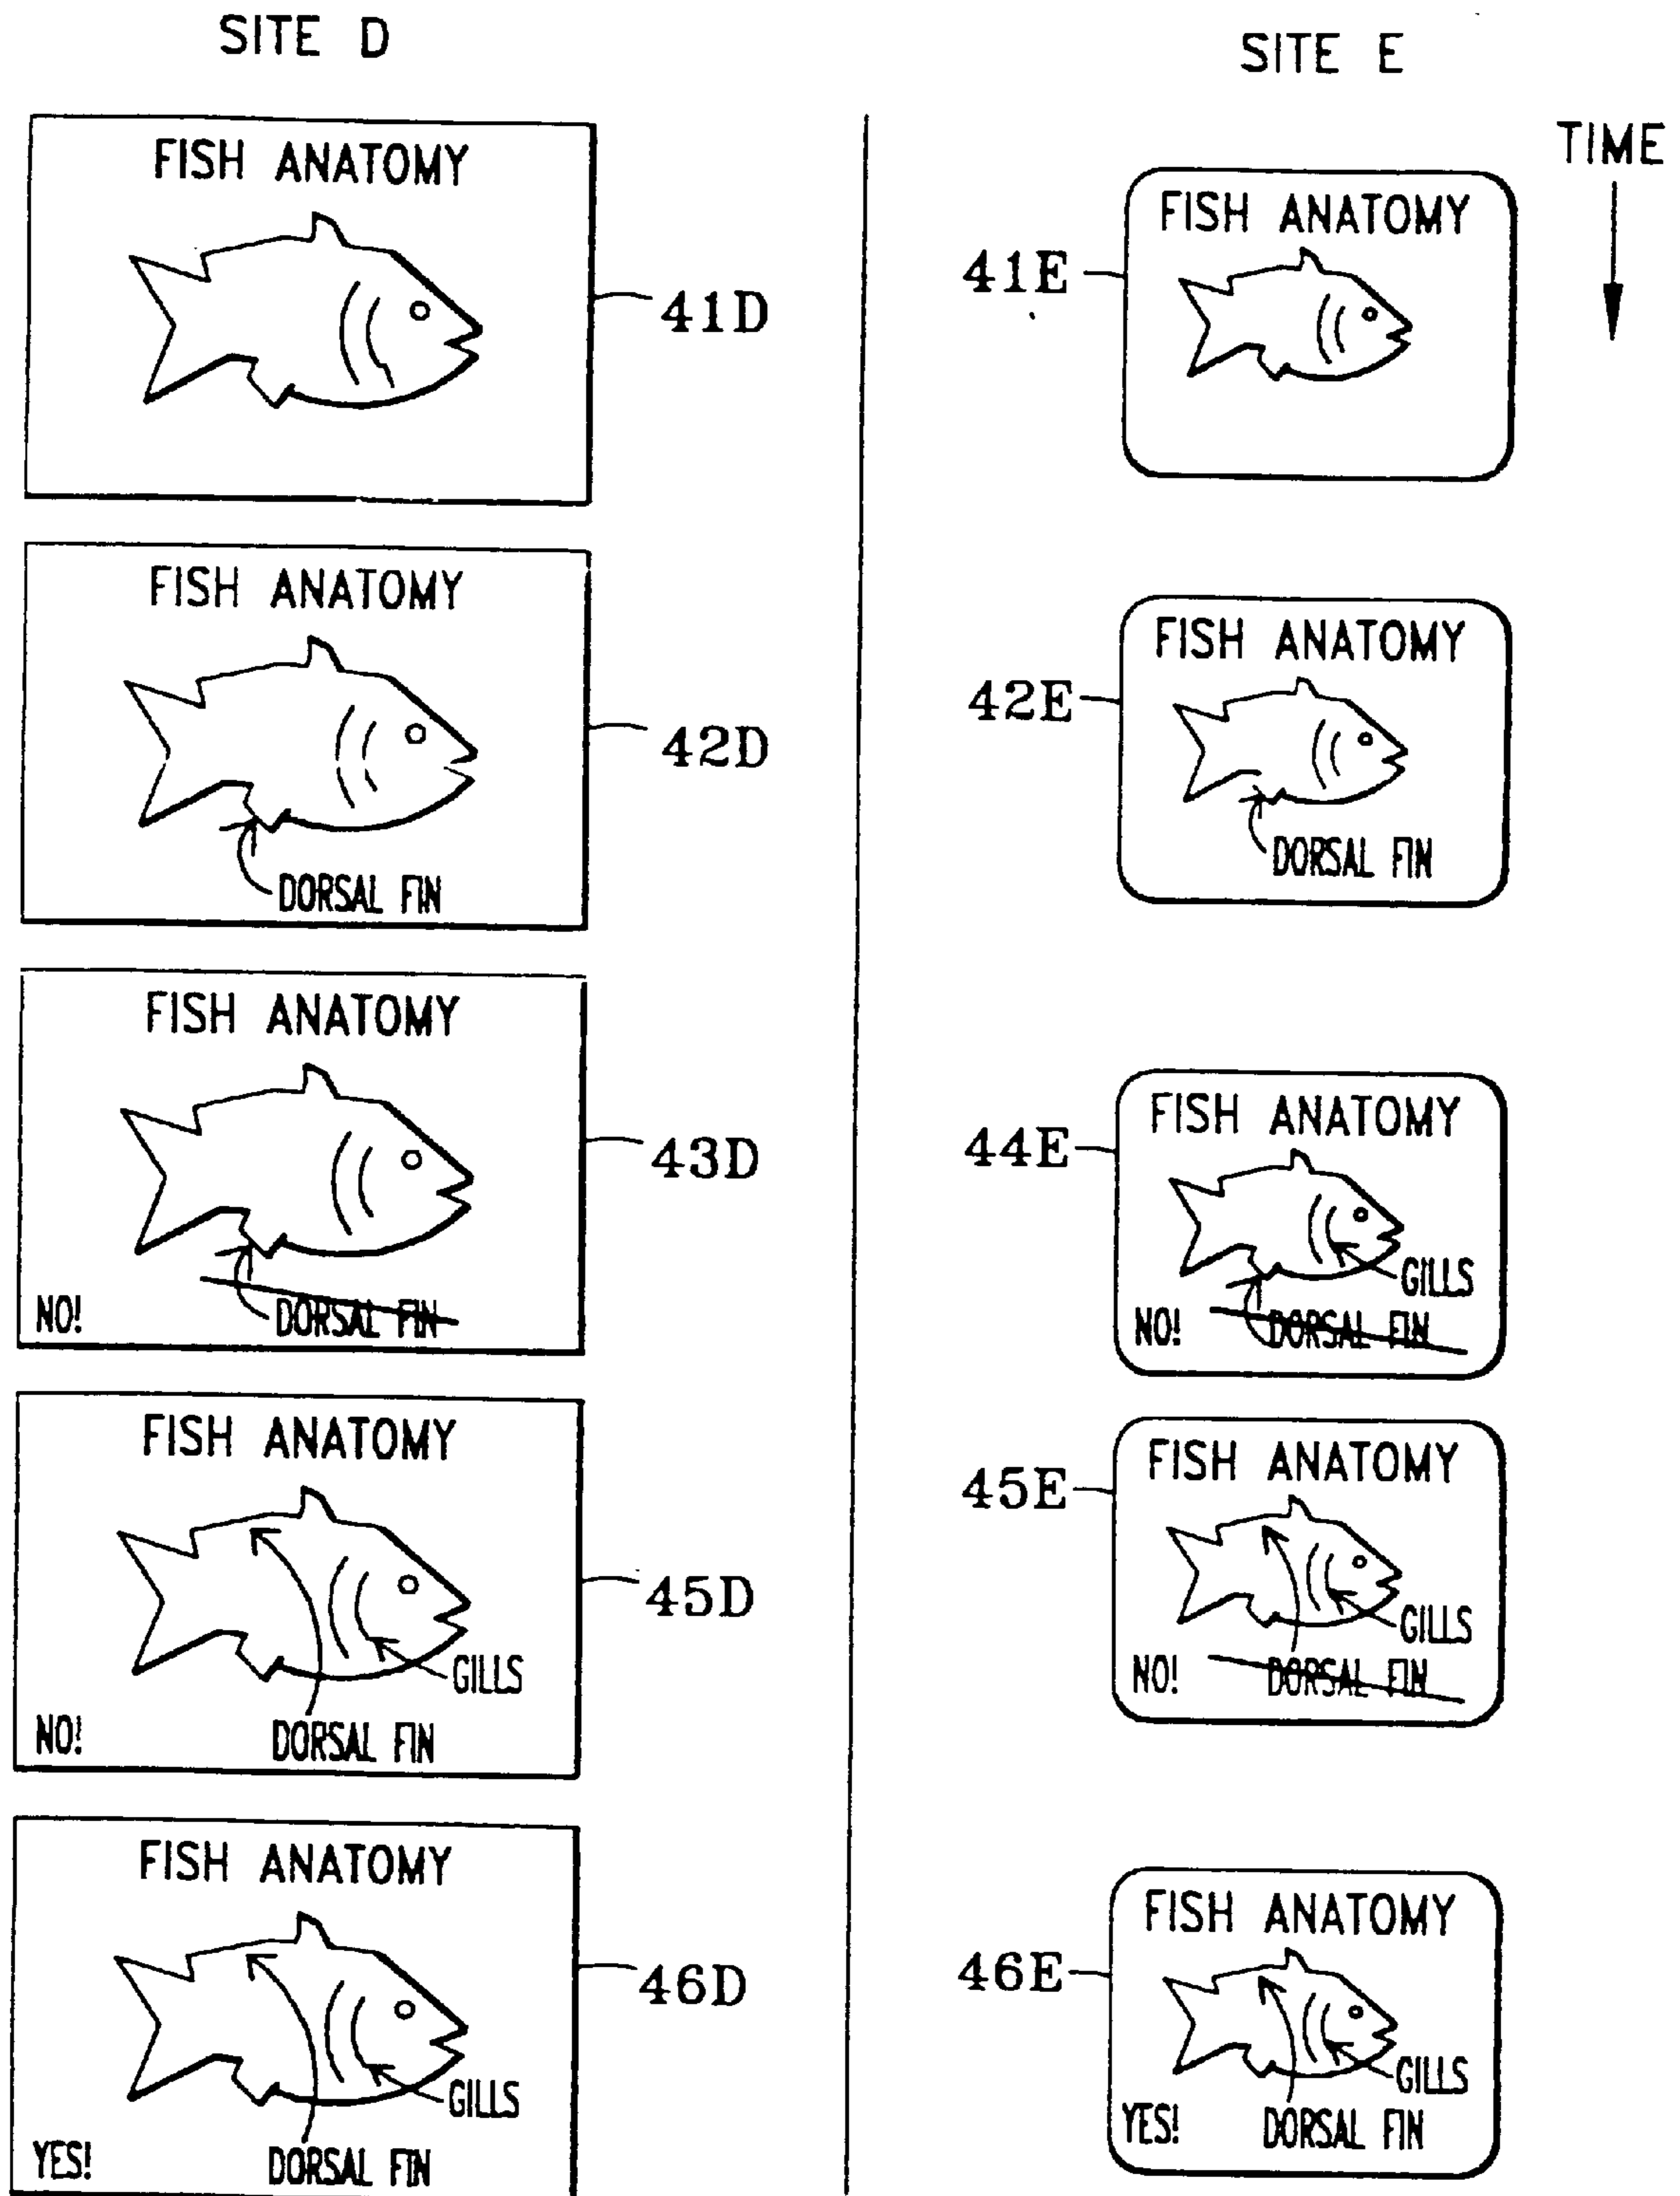 SITE D
FISH ANATOMY
41D
FISH ANATOMY
42D
DORSAL FIN
FISH ANATOMY
43D
NO!
DORSAL FIN
FISH ANATOMY
45D
GILLS
NO!
DORSAL FIN
FISH ANATOMY
46D
GILLS
YES!
DORSAL FIN
SITE E
TIME
FISH ANATOMY
41E
FISH ANATOMY
42E
DORSAL FIN
FISH ANATOMY
44E
GILLS
NO!
DORSAL FIN
FISH ANATOMY
45E
GILLS
NO!
DORSAL FIN
FISH ANATOMY
46E
GILLS
YES!
DORSAL FIN